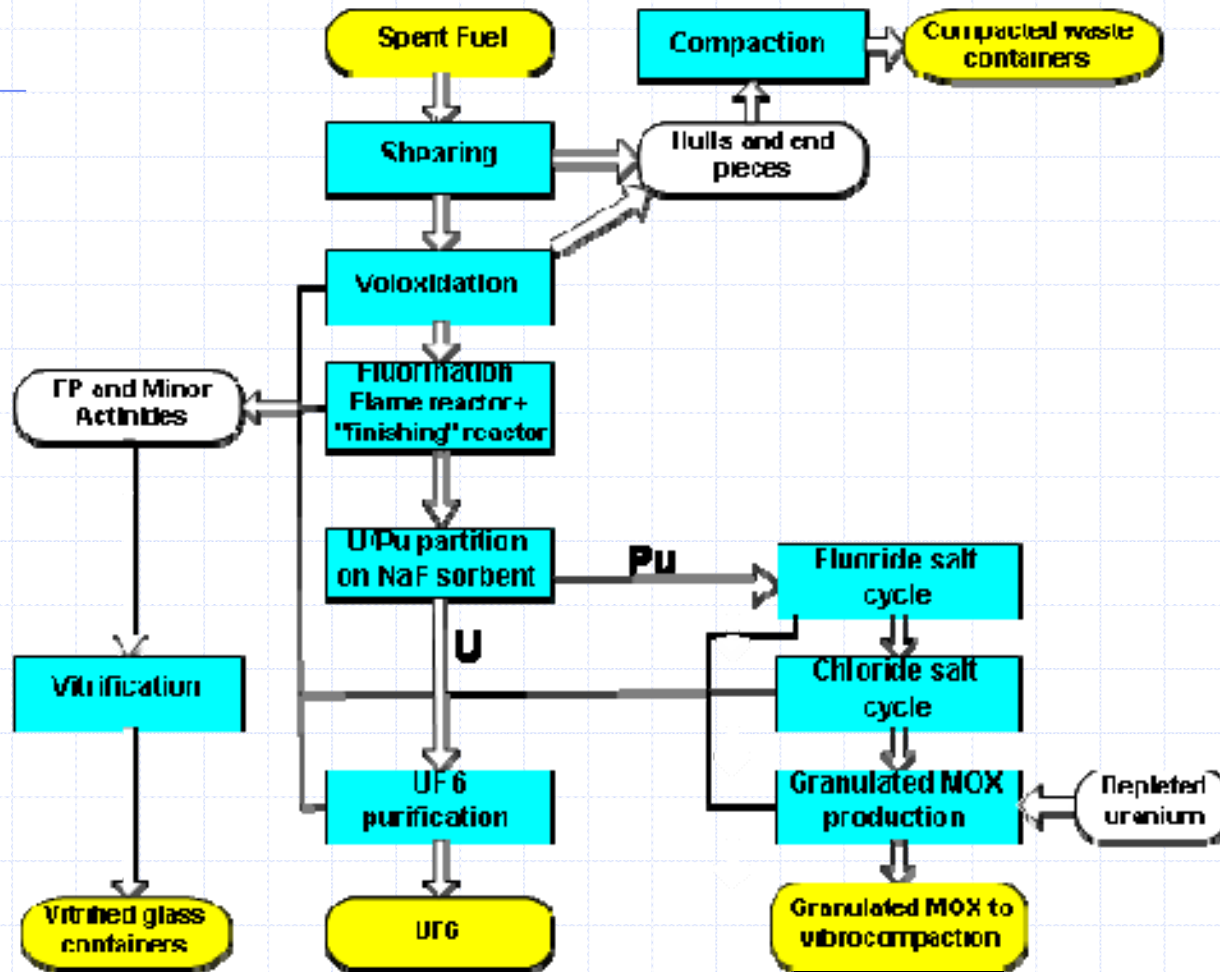 Spent Fuel
Compaction
Compacted waste
containers
Shearing
Hulls and end
pieces
Voloxidation
Fluorination
Flame reactor+
"finishing" reactor
FP and Minor
Actinides
U/Pu partition
on NaF sorbent
Pu
Fluoride salt
cycle
U
Vitrification
Chloride salt
cycle
UF6
purification
Granulated MOX
production
Depleted
uranium
Vitrified glass
containers
UF6
Granulated MOX to
vibrocompaction